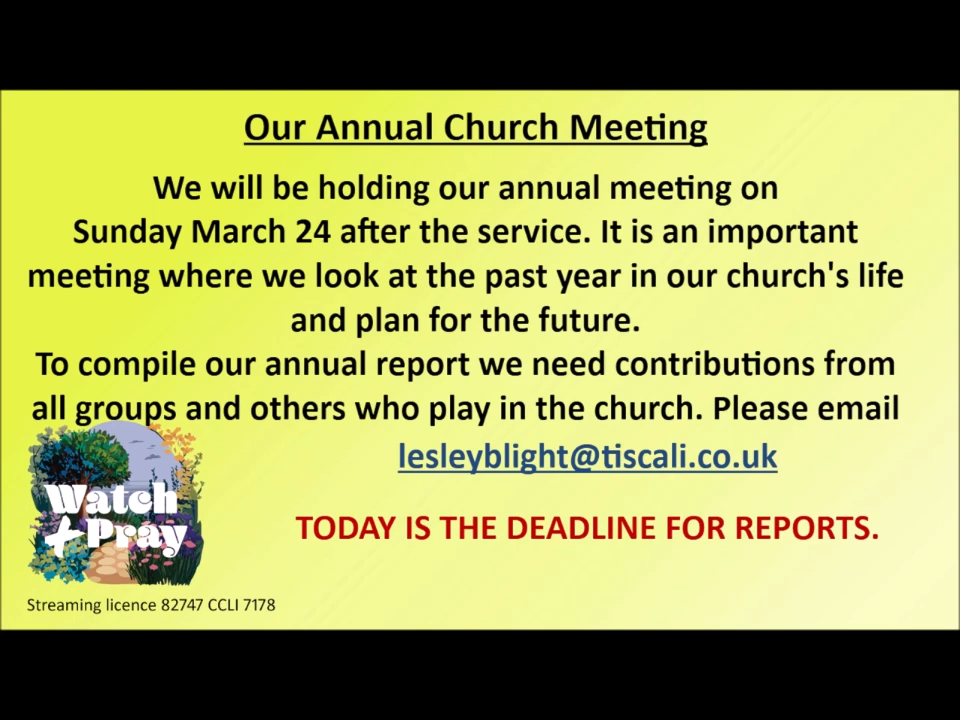 Our Annual Church Meeting
We will be holding our annual meeting on
Sunday March 24 after the service. It is an important
meeting where we look at the past year in our church's life
and plan for the future.
To compile our annual report we need contributions from
all groups and others who play in the church. Please email
lesleyblight@tiscali.co.uk
Watch
+Pray
TODAY IS THE DEADLINE FOR REPORTS.
Streaming licence 82747 CCLI 7178